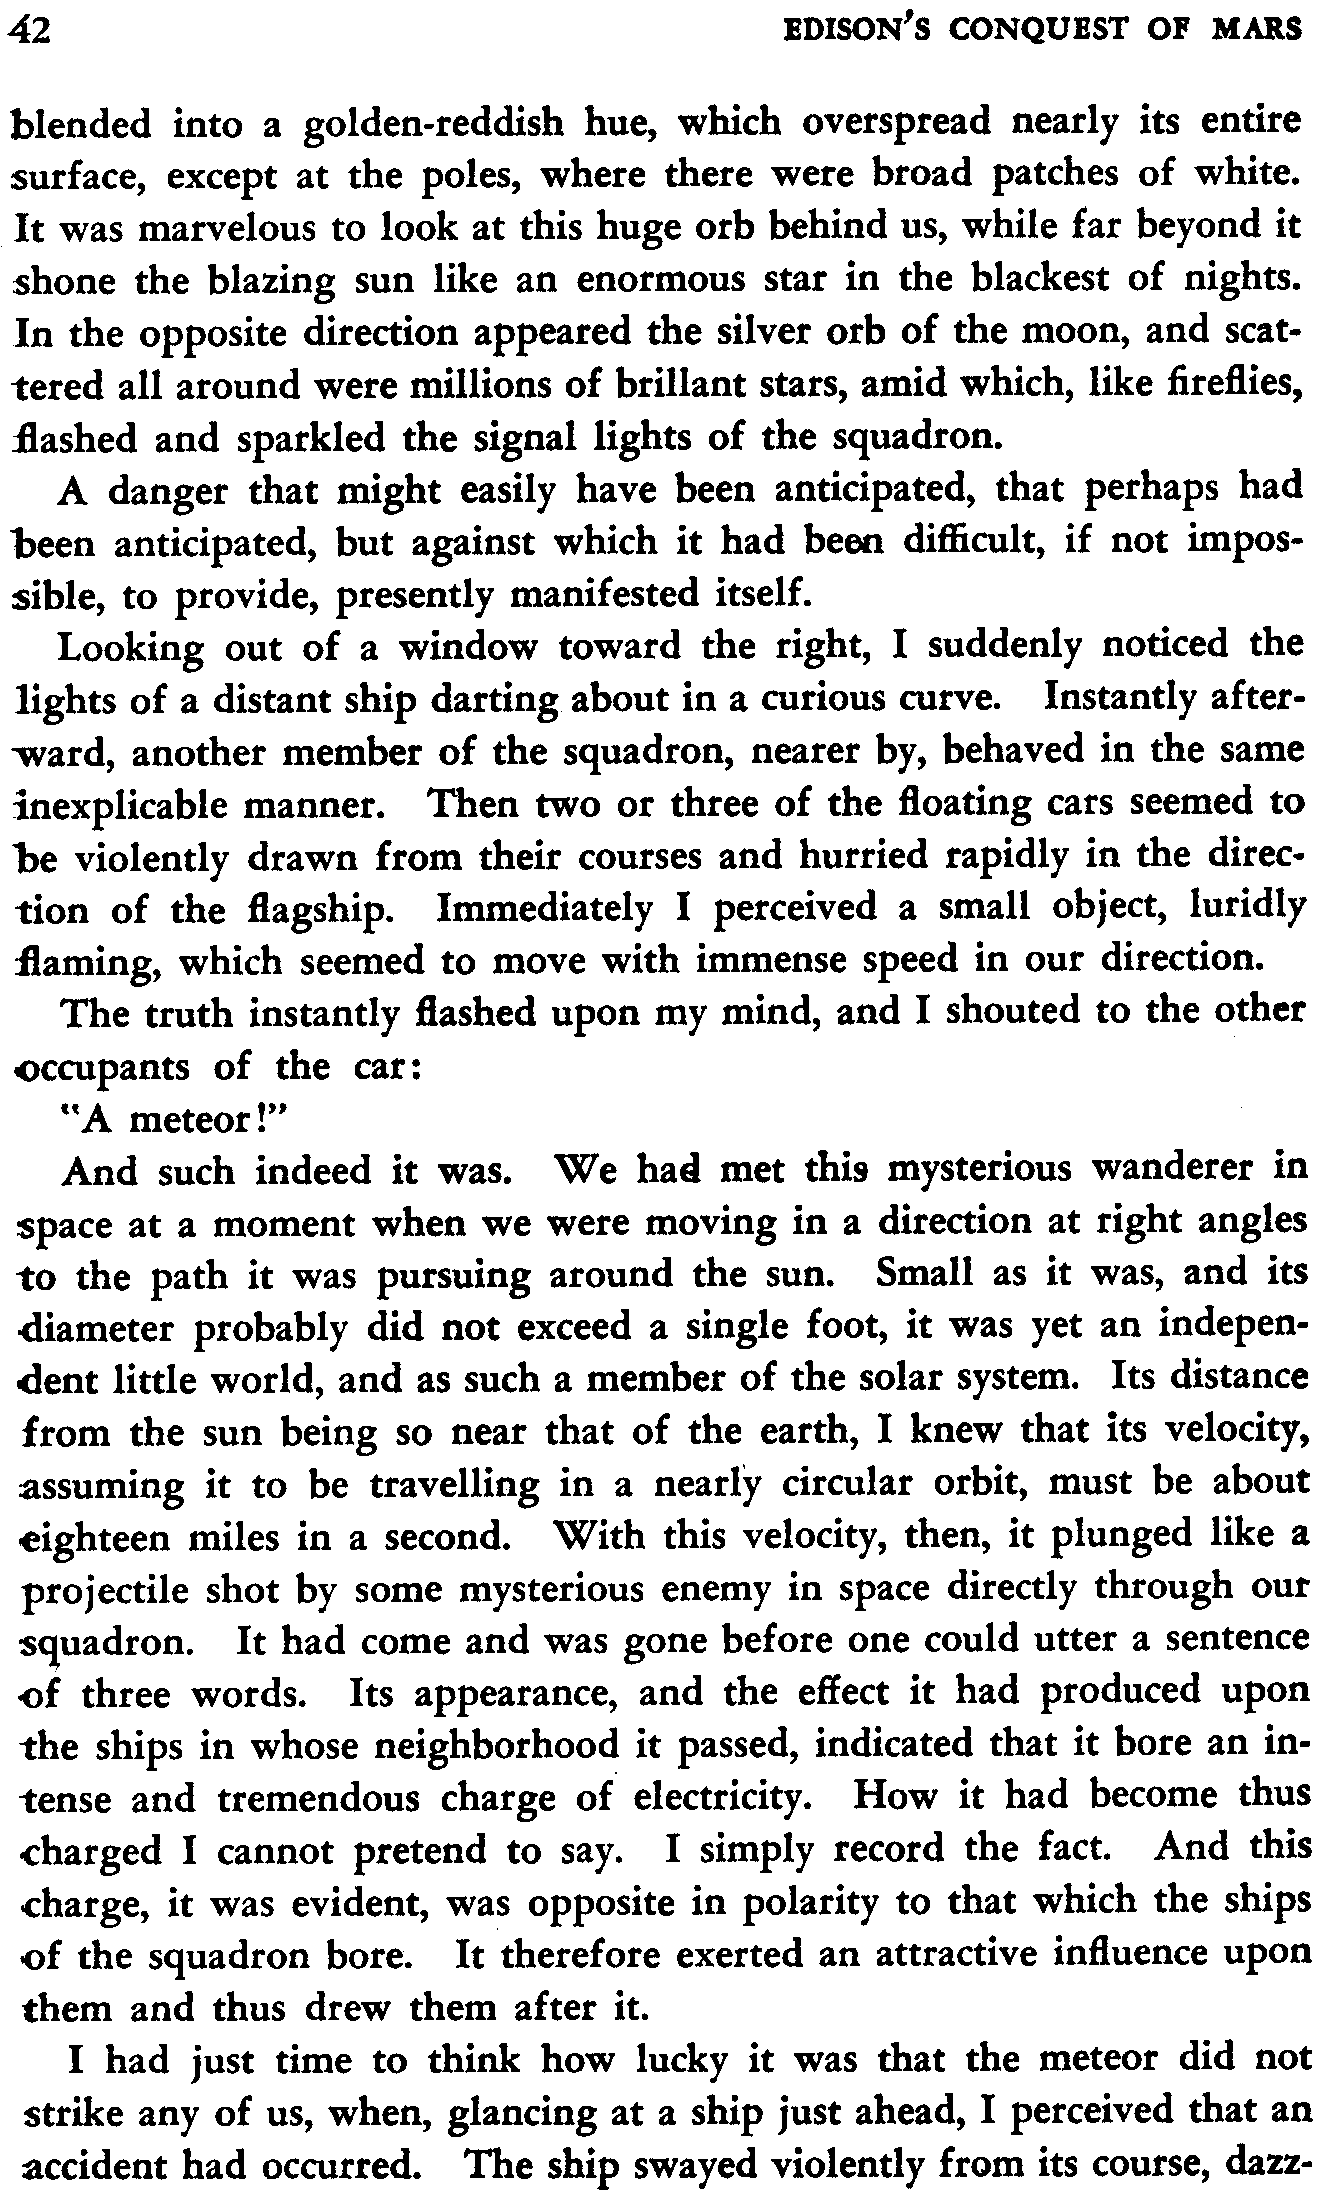 42 EDISON'S CONQUEST OF MARS
blended into a golden-reddish hue, which overspread nearly its entire
surface, except at the poles, where there were broad patches of white.
It was marvelous to look at this huge orb behind us, while far beyond it
shone the blazing sun like an enormous star in the blackest of nights.
In the opposite direction appeared the silver orb of the moon, and scat-
tered all around were millions of brillant stars, amid which, like fireflies,
flashed and sparkled the signal lights of the squadron.
A danger that might easily have been anticipated, that perhaps had
been anticipated, but against which it had been difficult, if not impos-
sible, to provide, presently manifested itself.
Looking out of a window toward the right, I suddenly noticed the
lights of a distant ship darting about in a curious curve. Instantly after-
ward, another member of the squadron, nearer by, behaved in the same
inexplicable manner. Then two or three of the floating cars seemed to
be violently drawn from their courses and hurried rapidly in the direc-
tion of the flagship. Immediately I perceived a small object, luridly
flaming, which seemed to move with immense speed in our direction.
The truth instantly flashed upon my mind, and I shouted to the other
occupants of the car:
"A meteor!"
And such indeed it was. We had met this mysterious wanderer in
space at a moment when we were moving in a direction at right angles
to the path it was pursuing around the sun. Small as it was, and its
diameter probably did not exceed a single foot, it was yet an indepen-
dent little world, and as such a member of the solar system. Its distance
from the sun being so near that of the earth, I knew that its velocity,
assuming it to be travelling in a nearly circular orbit, must be about
eighteen miles in a second. With this velocity, then, it plunged like a
projectile shot by some mysterious enemy in space directly through our
squadron. It had come and was gone before one could utter a sentence
of three words. Its appearance, and the effect it had produced upon
the ships in whose neighborhood it passed, indicated that it bore an in-
tense and tremendous charge of electricity. How it had become thus
charged I cannot pretend to say. I simply record the fact. And this
charge, it was evident, was opposite in polarity to that which the ships
of the squadron bore. It therefore exerted an attractive influence upon
them and thus drew them after it.
I had just time to think how lucky it was that the meteor did not
strike any of us, when, glancing at a ship just ahead, I perceived that an
accident had occurred. The ship swayed violently from its course, dazz-